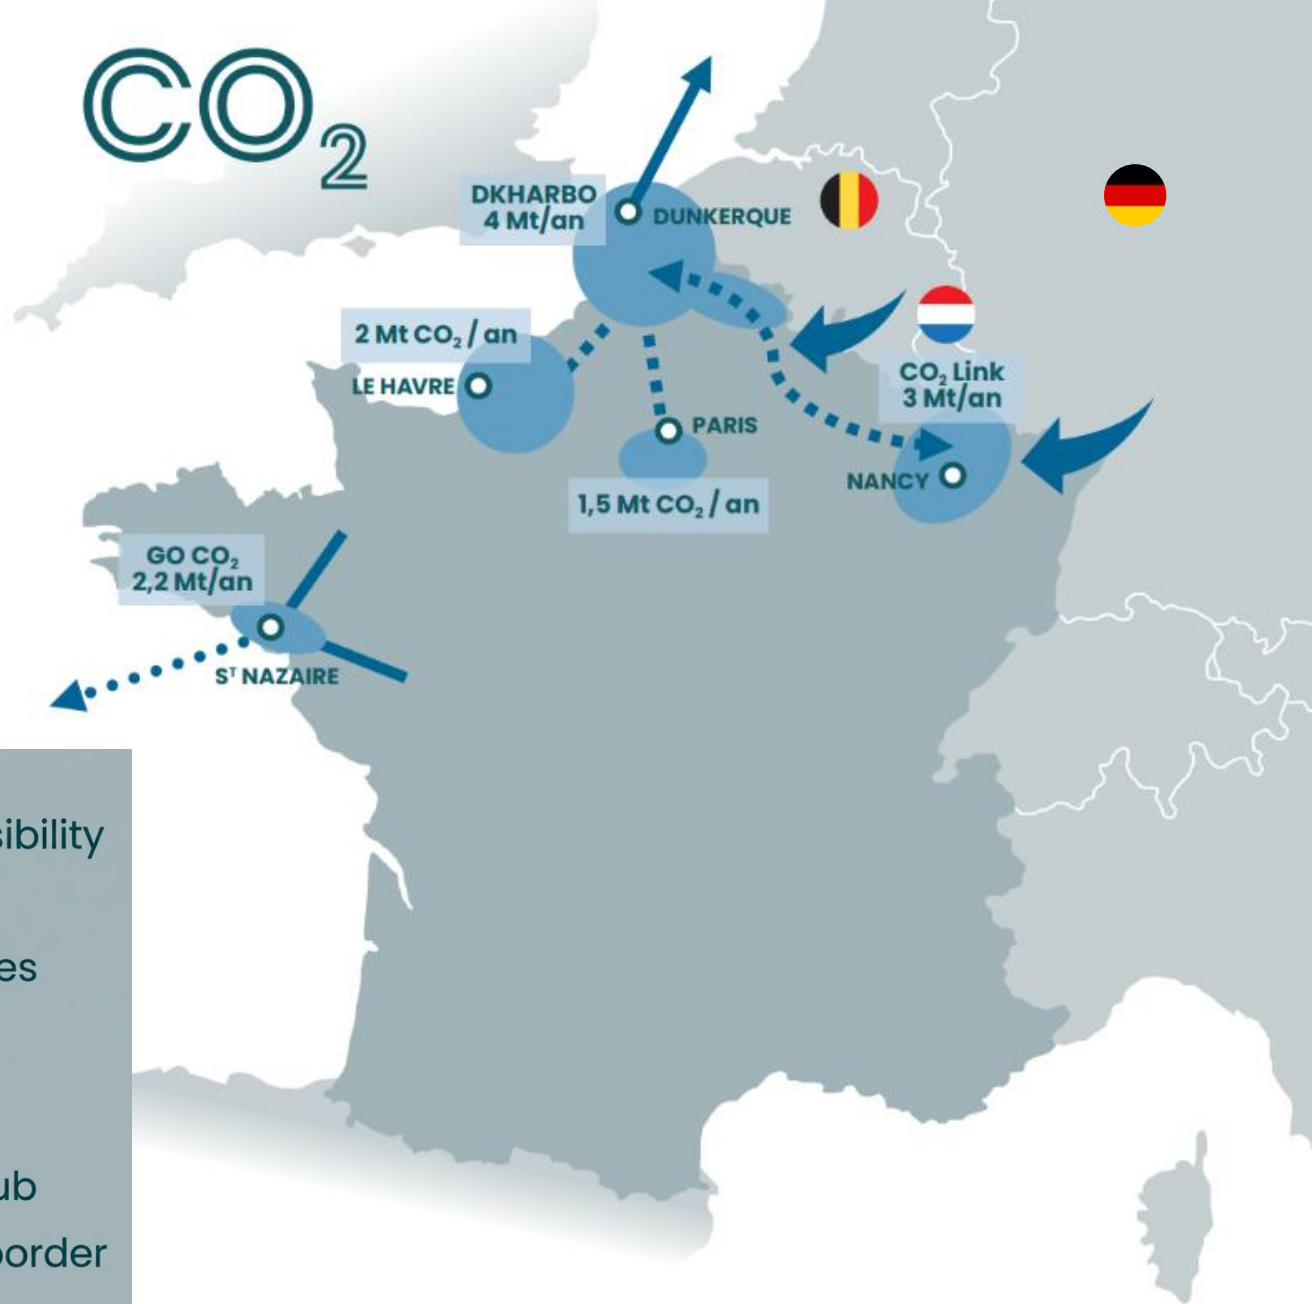 CO₂
DKHARBO
4 Mt/an
DUNKERQUE
2 Mt CO₂ / an
LE HAVRE
CO₂ Link
3 Mt/an
PARIS
NANCY
1,5 Mt CO₂ / an
GO CO₂
2,2 Mt/an
Sᵀ NAZAIRE
sibility
es
ub
border